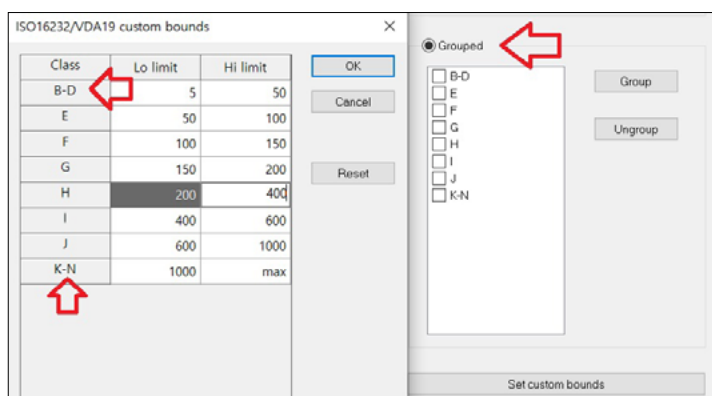 ISO16232/VDA19 custom bounds
Class Lo limit Hi limit
B-D 5 50
E 50 100
F 100 150
G 150 200
H 200 400
I 400 600
J 600 1000
K-N 1000 max
OK
Cancel
Reset
Grouped
B-D
E
F
G
H
I
J
K-N
Group
Ungroup
Set custom bounds